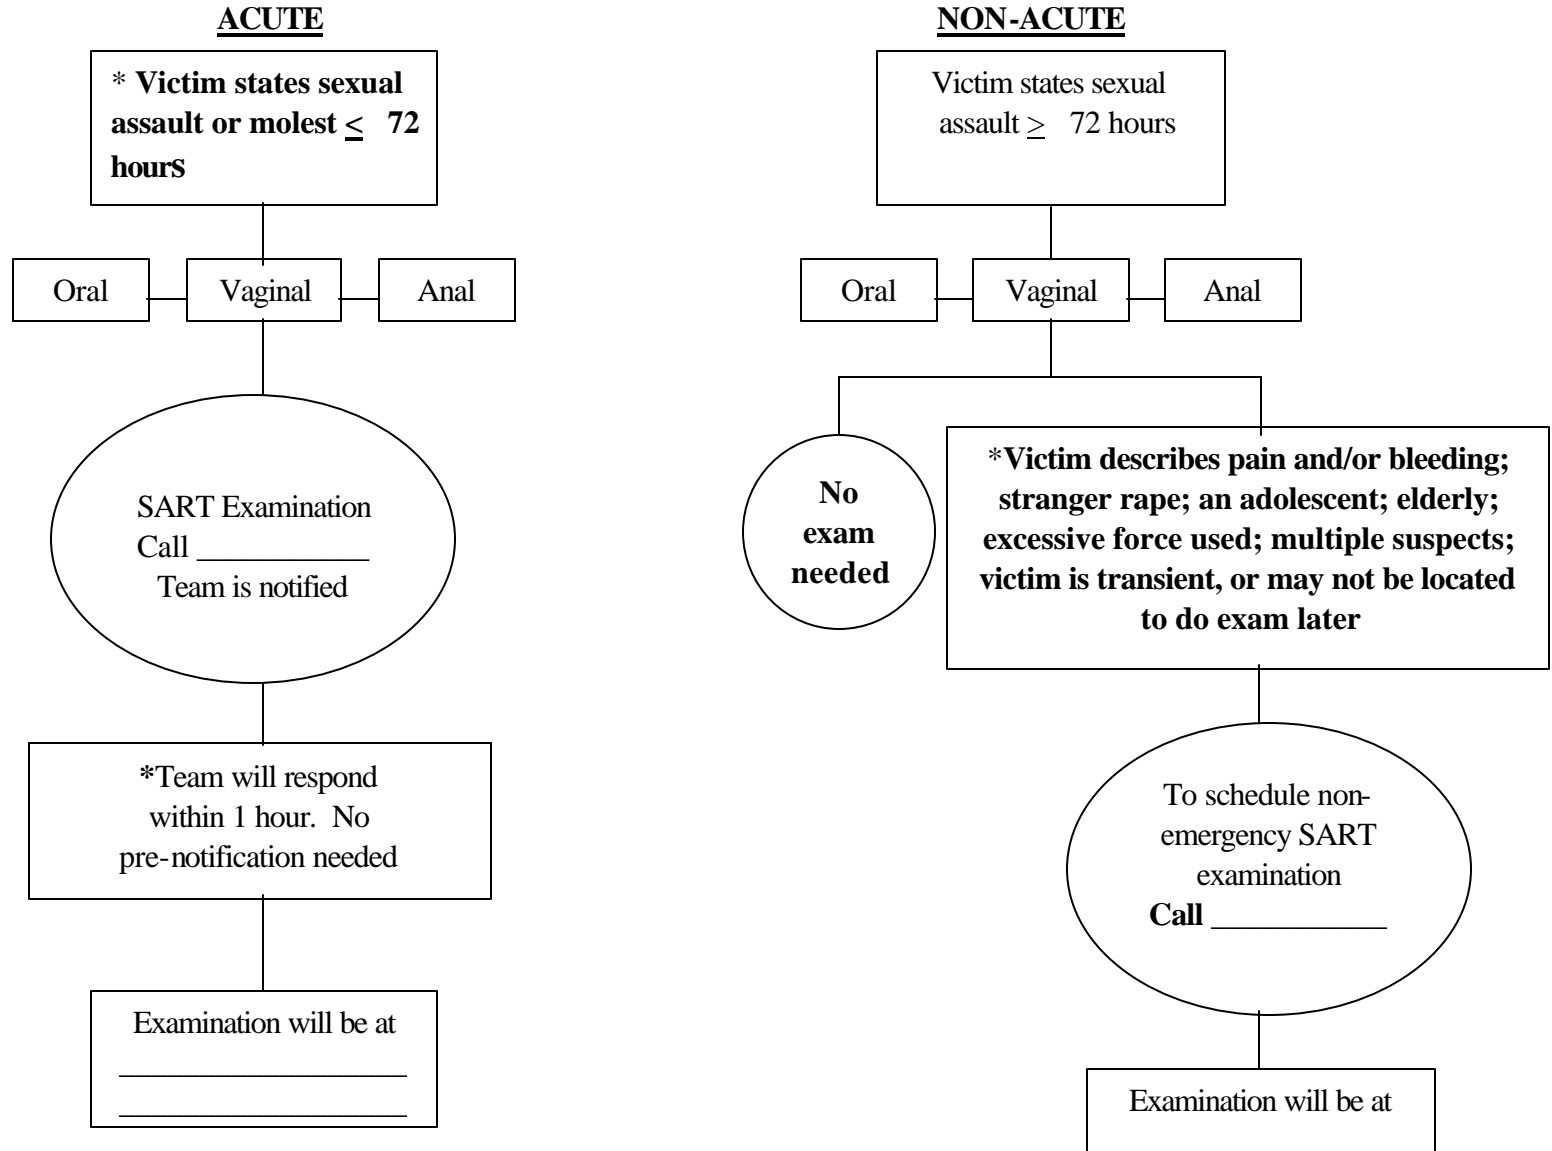 ACUTE
* Victim states sexual
assault or molest < 72
hours
Oral
Vaginal
Anal
SART Examination
Call ___________
Team is notified
*Team will respond
within 1 hour. No
pre-notification needed
Examination will be at
__________________
__________________
NON-ACUTE
Victim states sexual
assault > 72 hours
Oral
Vaginal
Anal
No
exam
needed
*Victim describes pain and/or bleeding;
stranger rape; an adolescent; elderly;
excessive force used; multiple suspects;
victim is transient, or may not be located
to do exam later
To schedule non-
emergency SART
examination
Call ___________
Examination will be at